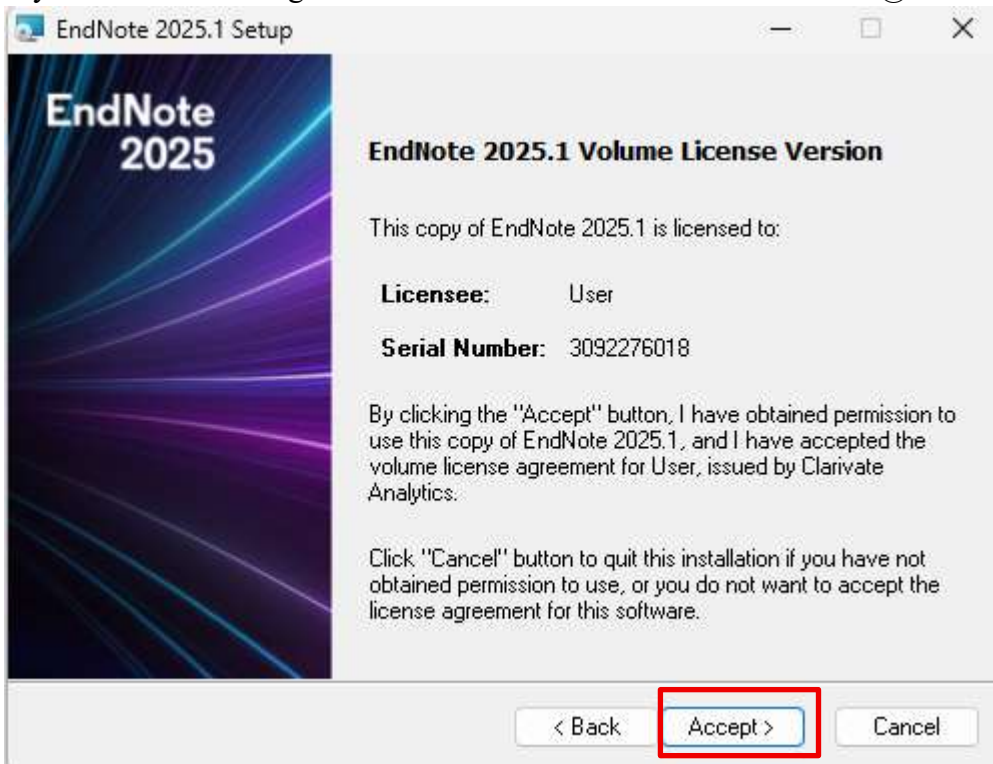 EndNote 2025.1 Setup
EndNote
2025
EndNote 2025.1 Volume License Version
This copy of EndNote 2025.1 is licensed to:
Licensee: User
Serial Number: 3092276018
By clicking the "Accept" button, I have obtained permission to
use this copy of EndNote 2025.1, and I have accepted the
volume license agreement for User, issued by Clarivate
Analytics.
Click "Cancel" button to quit this installation if you have not
obtained permission to use, or you do not want to accept the
license agreement for this software.
< Back Accept > Cancel